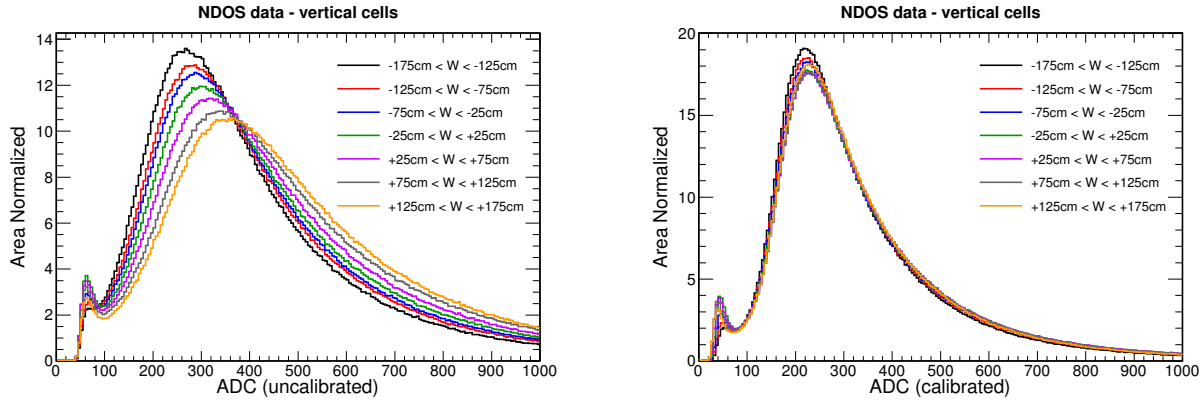 NDOS data - vertical cells
Area Normalized
14
12
10
8
6
4
2
0
-175cm < W < -125cm
-125cm < W < -75cm
-75cm < W < -25cm
-25cm < W < +25cm
+25cm < W < +75cm
+75cm < W < +125cm
+125cm < W < +175cm
0 100 200 300 400 500 600 700 800 900 1000
ADC (uncalibrated)
NDOS data - vertical cells
Area Normalized
20
15
10
5
0
-175cm < W < -125cm
-125cm < W < -75cm
-75cm < W < -25cm
-25cm < W < +25cm
+25cm < W < +75cm
+75cm < W < +125cm
+125cm < W < +175cm
0 100 200 300 400 500 600 700 800 900 1000
ADC (calibrated)